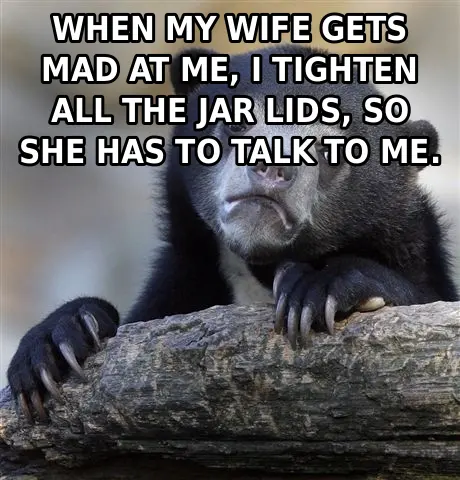 WHEN MY WIFE GETS
MAD AT ME, I TIGHTEN
ALL THE JAR LIDS, SO
SHE HAS TO TALK TO ME.